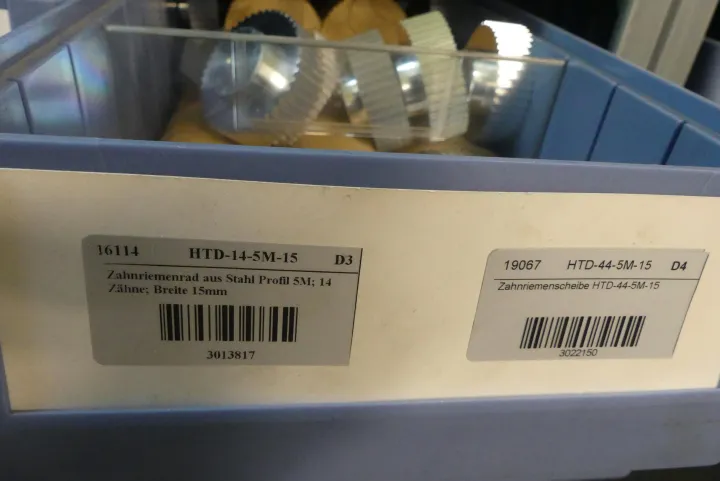 16114 HTD-14-5M-15 D3
Zahnriemenrad aus Stahl Profil 5M; 14
Zähne; Breite 15mm
3013817
19067 HTD-44-5M-15 D4
Zahnriemenscheibe HTD-44-5M-15
3022150